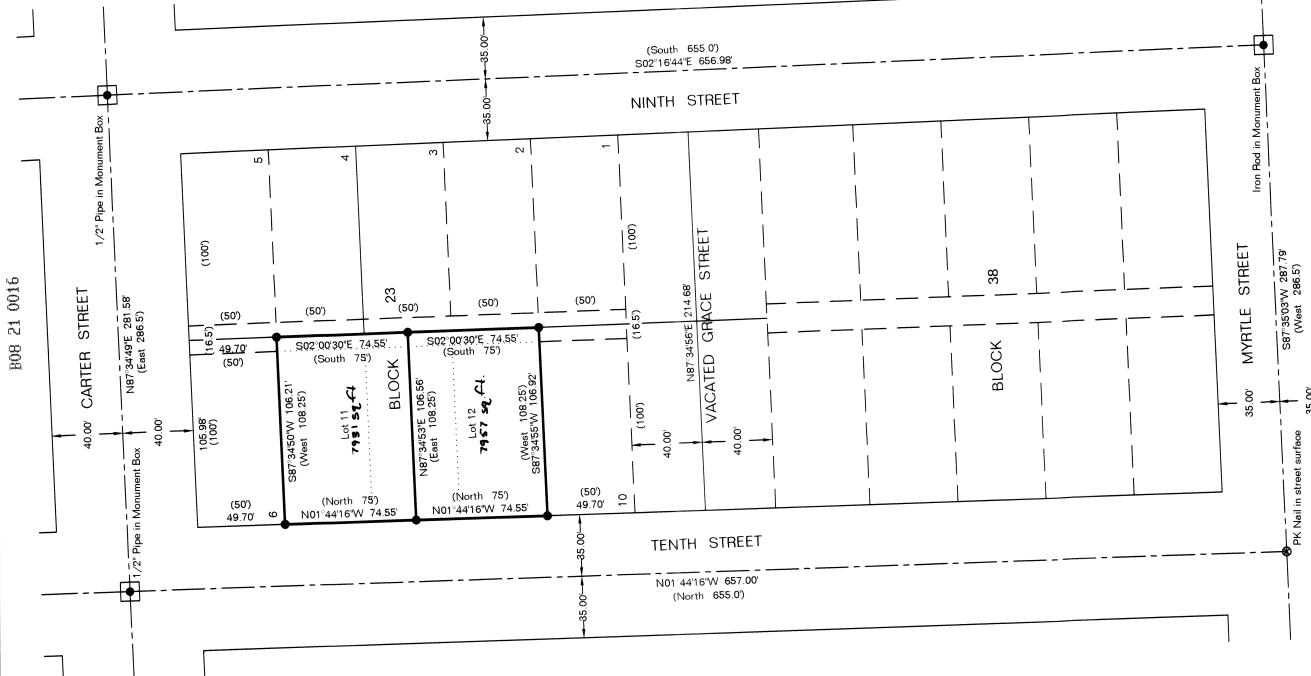 (South 655.0')
S02°16'44"E 656.98'
35.00'
35.00'
NINTH STREET
1/2" Pipe in Monument Box
Iron Rod in Monument Box
5
4
3
2
1
(100')
(100')
B08 21 0016
CARTER STREET
N87°34'49"E 281.58'
(East 286.5')
23
BLOCK
(50')
(50')
(50')
(50')
(50')
(16.5')
(16.5')
49.70'
(50')
S02°00'30"E 74.55'
(South 75')
S02°00'30"E 74.55'
(South 75')
105.98'
(100')
S87°34'50"W 106.21'
(West 108.25')
Lot 11
7931 sq ft
N87°34'53"E 106.56'
(East 108.25')
Lot 12
7957 sq ft.
(West 108.25')
S87°34'55"W 106.92'
(100')
N87°34'56"E 214.68'
VACATED GRACE STREET
38
BLOCK
MYRTLE STREET
S87°35'03"W 287.79'
(West 286.5')
40.00'
40.00'
40.00'
40.00'
35.00'
35.00'
(50')
49.70'
6
(North 75')
N01°44'16"W 74.55'
(North 75')
N01°44'16"W 74.55'
(50')
49.70'
10
1/2" Pipe in Monument Box
PK Nail in street surface
TENTH STREET
35.00'
35.00'
N01°44'16"W 657.00'
(North 655.0')